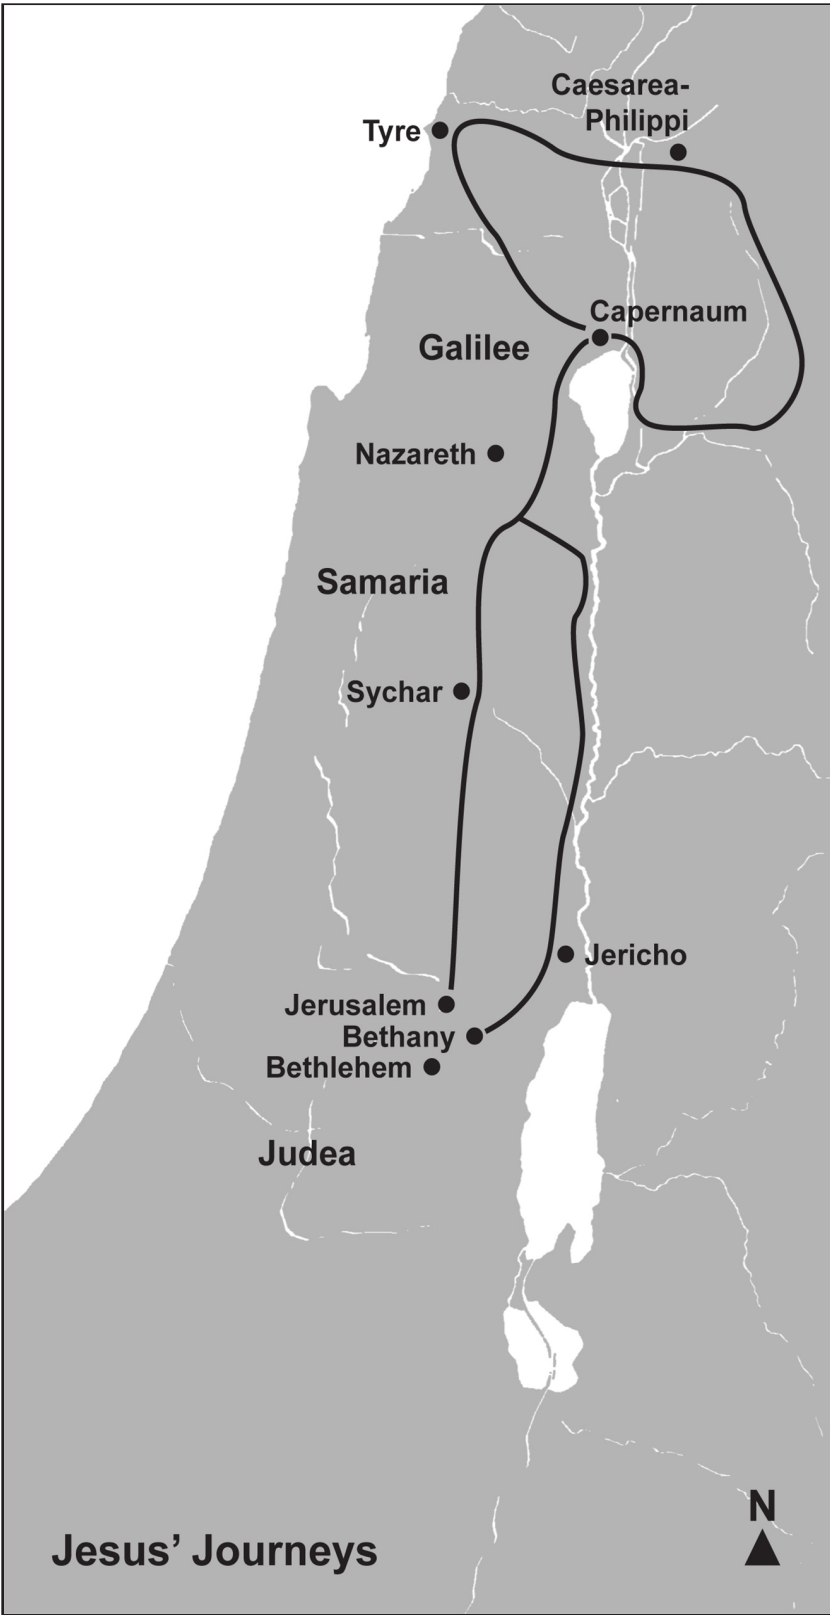 Caesarea-
Philippi
Tyre
Capernaum
Galilee
Nazareth
Samaria
Sychar
Jericho
Jerusalem
Bethany
Bethlehem
Judea
N
Jesus’ Journeys